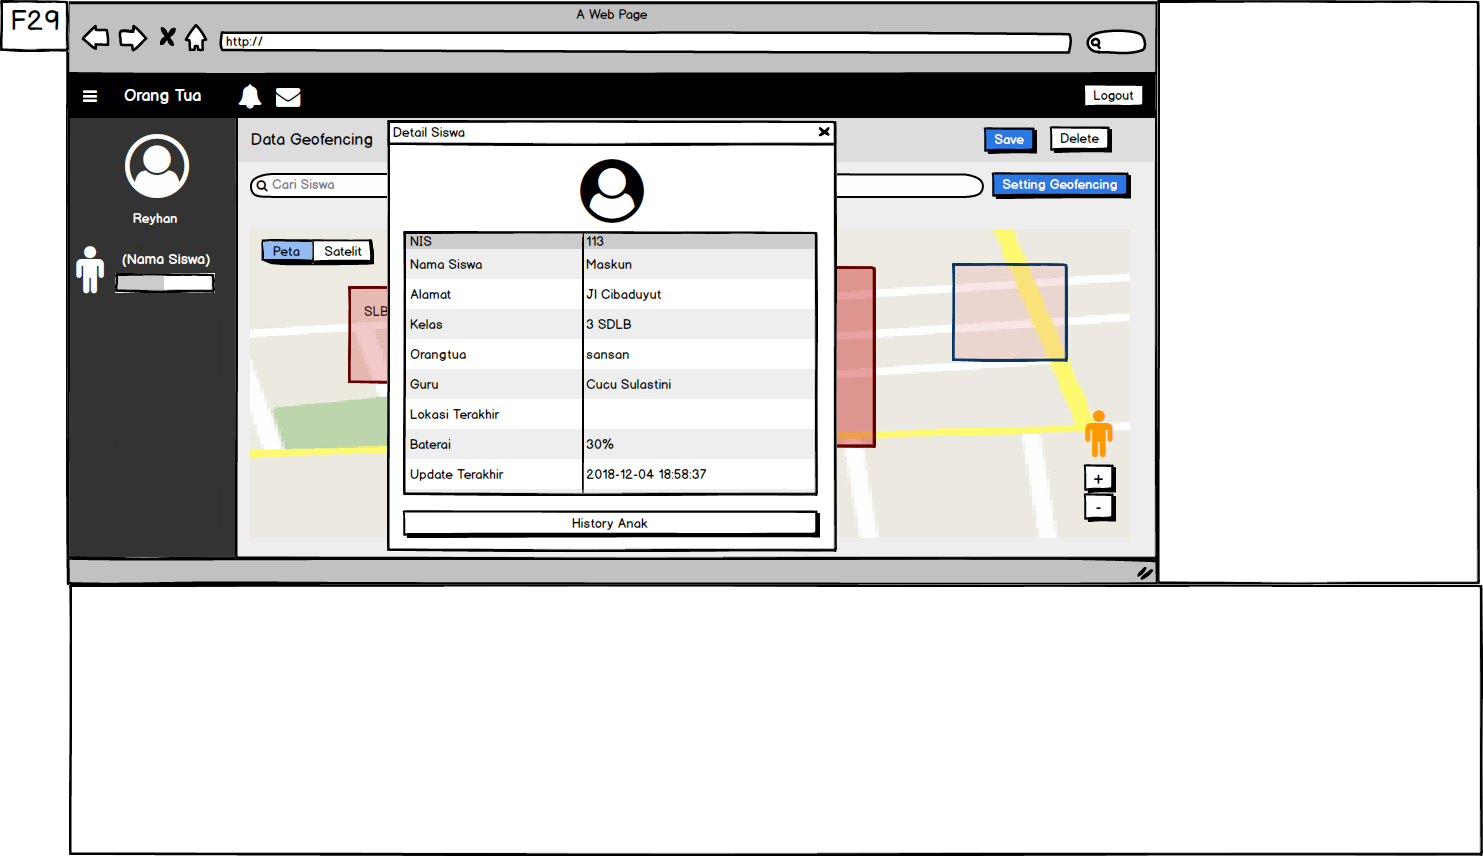 F29
A Web Page
http://
Orang Tua
Logout
Reyhan
(Nama Siswa)
Data Geofencing
Save
Delete
Cari Siswa
Setting Geofencing
Peta
Satelit
SLB
Detail Siswa
NIS 113
Nama Siswa Maskun
Alamat Jl Cibaduyut
Kelas 3 SDLB
Orangtua sansan
Guru Cucu Sulastini
Lokasi Terakhir
Baterai 30%
Update Terakhir 2018-12-04 18:58:37
History Anak
+
-